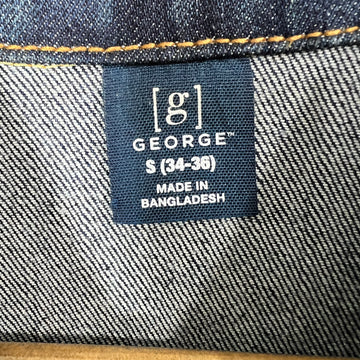 [g]
GEORGE™
S (34-36)
MADE IN
BANGLADESH